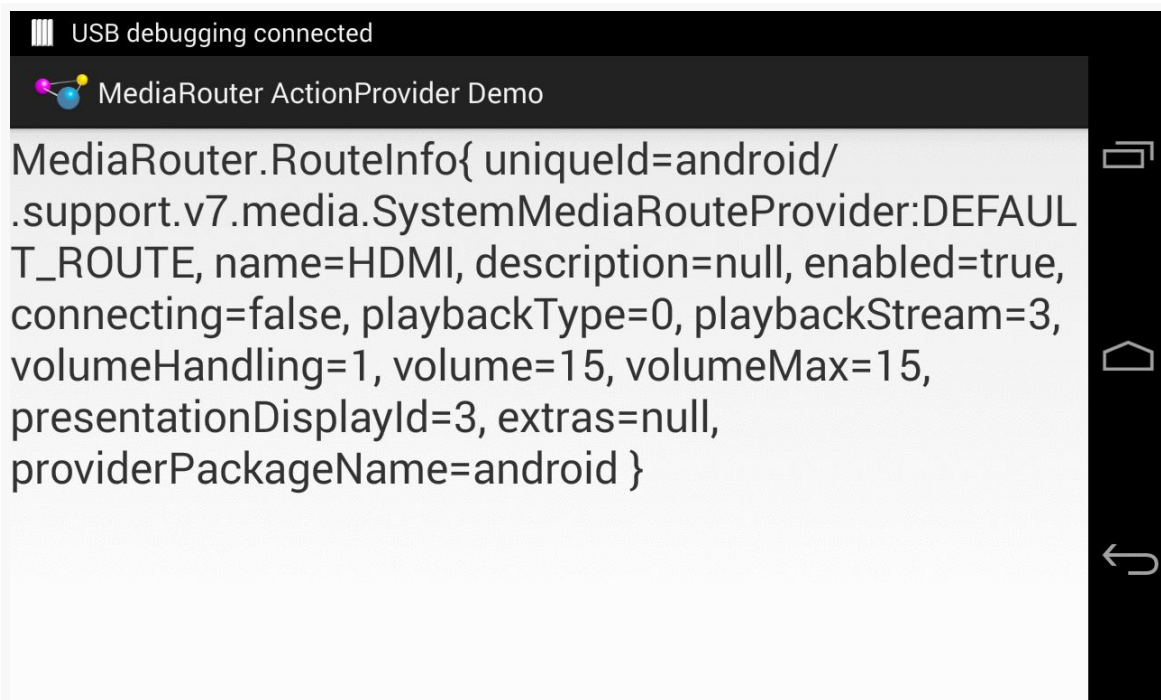 USB debugging connected
MediaRouter ActionProvider Demo
MediaRouter.RouteInfo{ uniqueId=android/
.support.v7.media.SystemMediaRouteProvider:DEFAUL
T_ROUTE, name=HDMI, description=null, enabled=true,
connecting=false, playbackType=0, playbackStream=3,
volumeHandling=1, volume=15, volumeMax=15,
presentationDisplayId=3, extras=null,
providerPackageName=android }